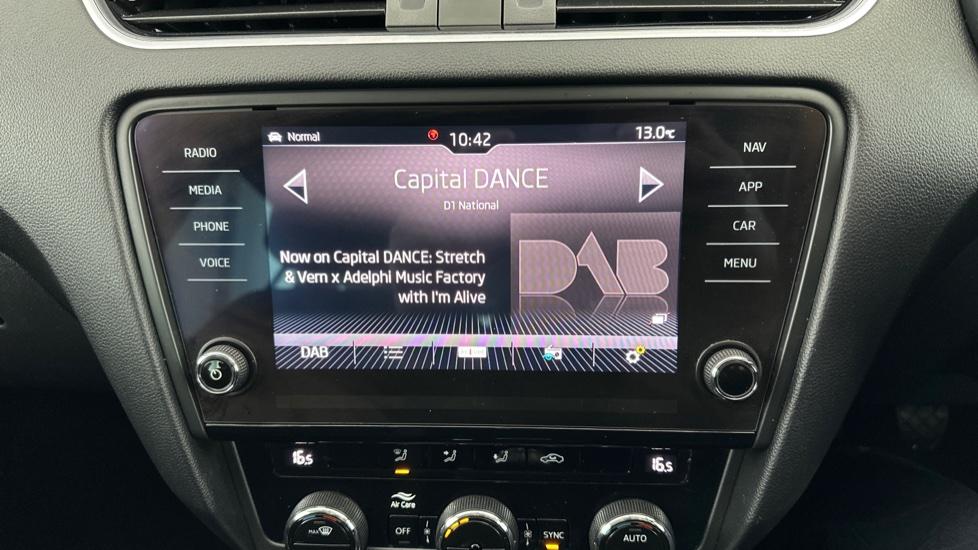 Normal
10:42
13.0°C
RADIO
MEDIA
PHONE
VOICE
NAV
APP
CAR
MENU
Capital DANCE
D1 National
Now on Capital DANCE: Stretch
& Vern x Adelphi Music Factory
with I'm Alive
DAB
DAB
16.5
16.5
Air Care
MAX
OFF
SYNC
AUTO